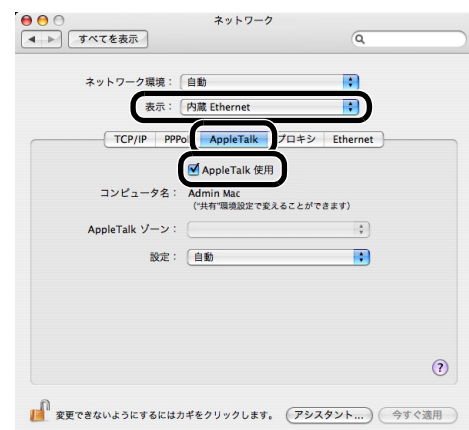 ネットワーク
すべてを表示
ネットワーク環境： 自動
表示： 内蔵 Ethernet
TCP/IP PPPo AppleTalk プロキシ Ethernet
AppleTalk 使用
コンピュータ名： Admin Mac
（“共有”環境設定で変えることができます）
AppleTalk ゾーン：
設定： 自動
?
変更できないようにするにはカギをクリックします。 アシスタント... 今すぐ適用